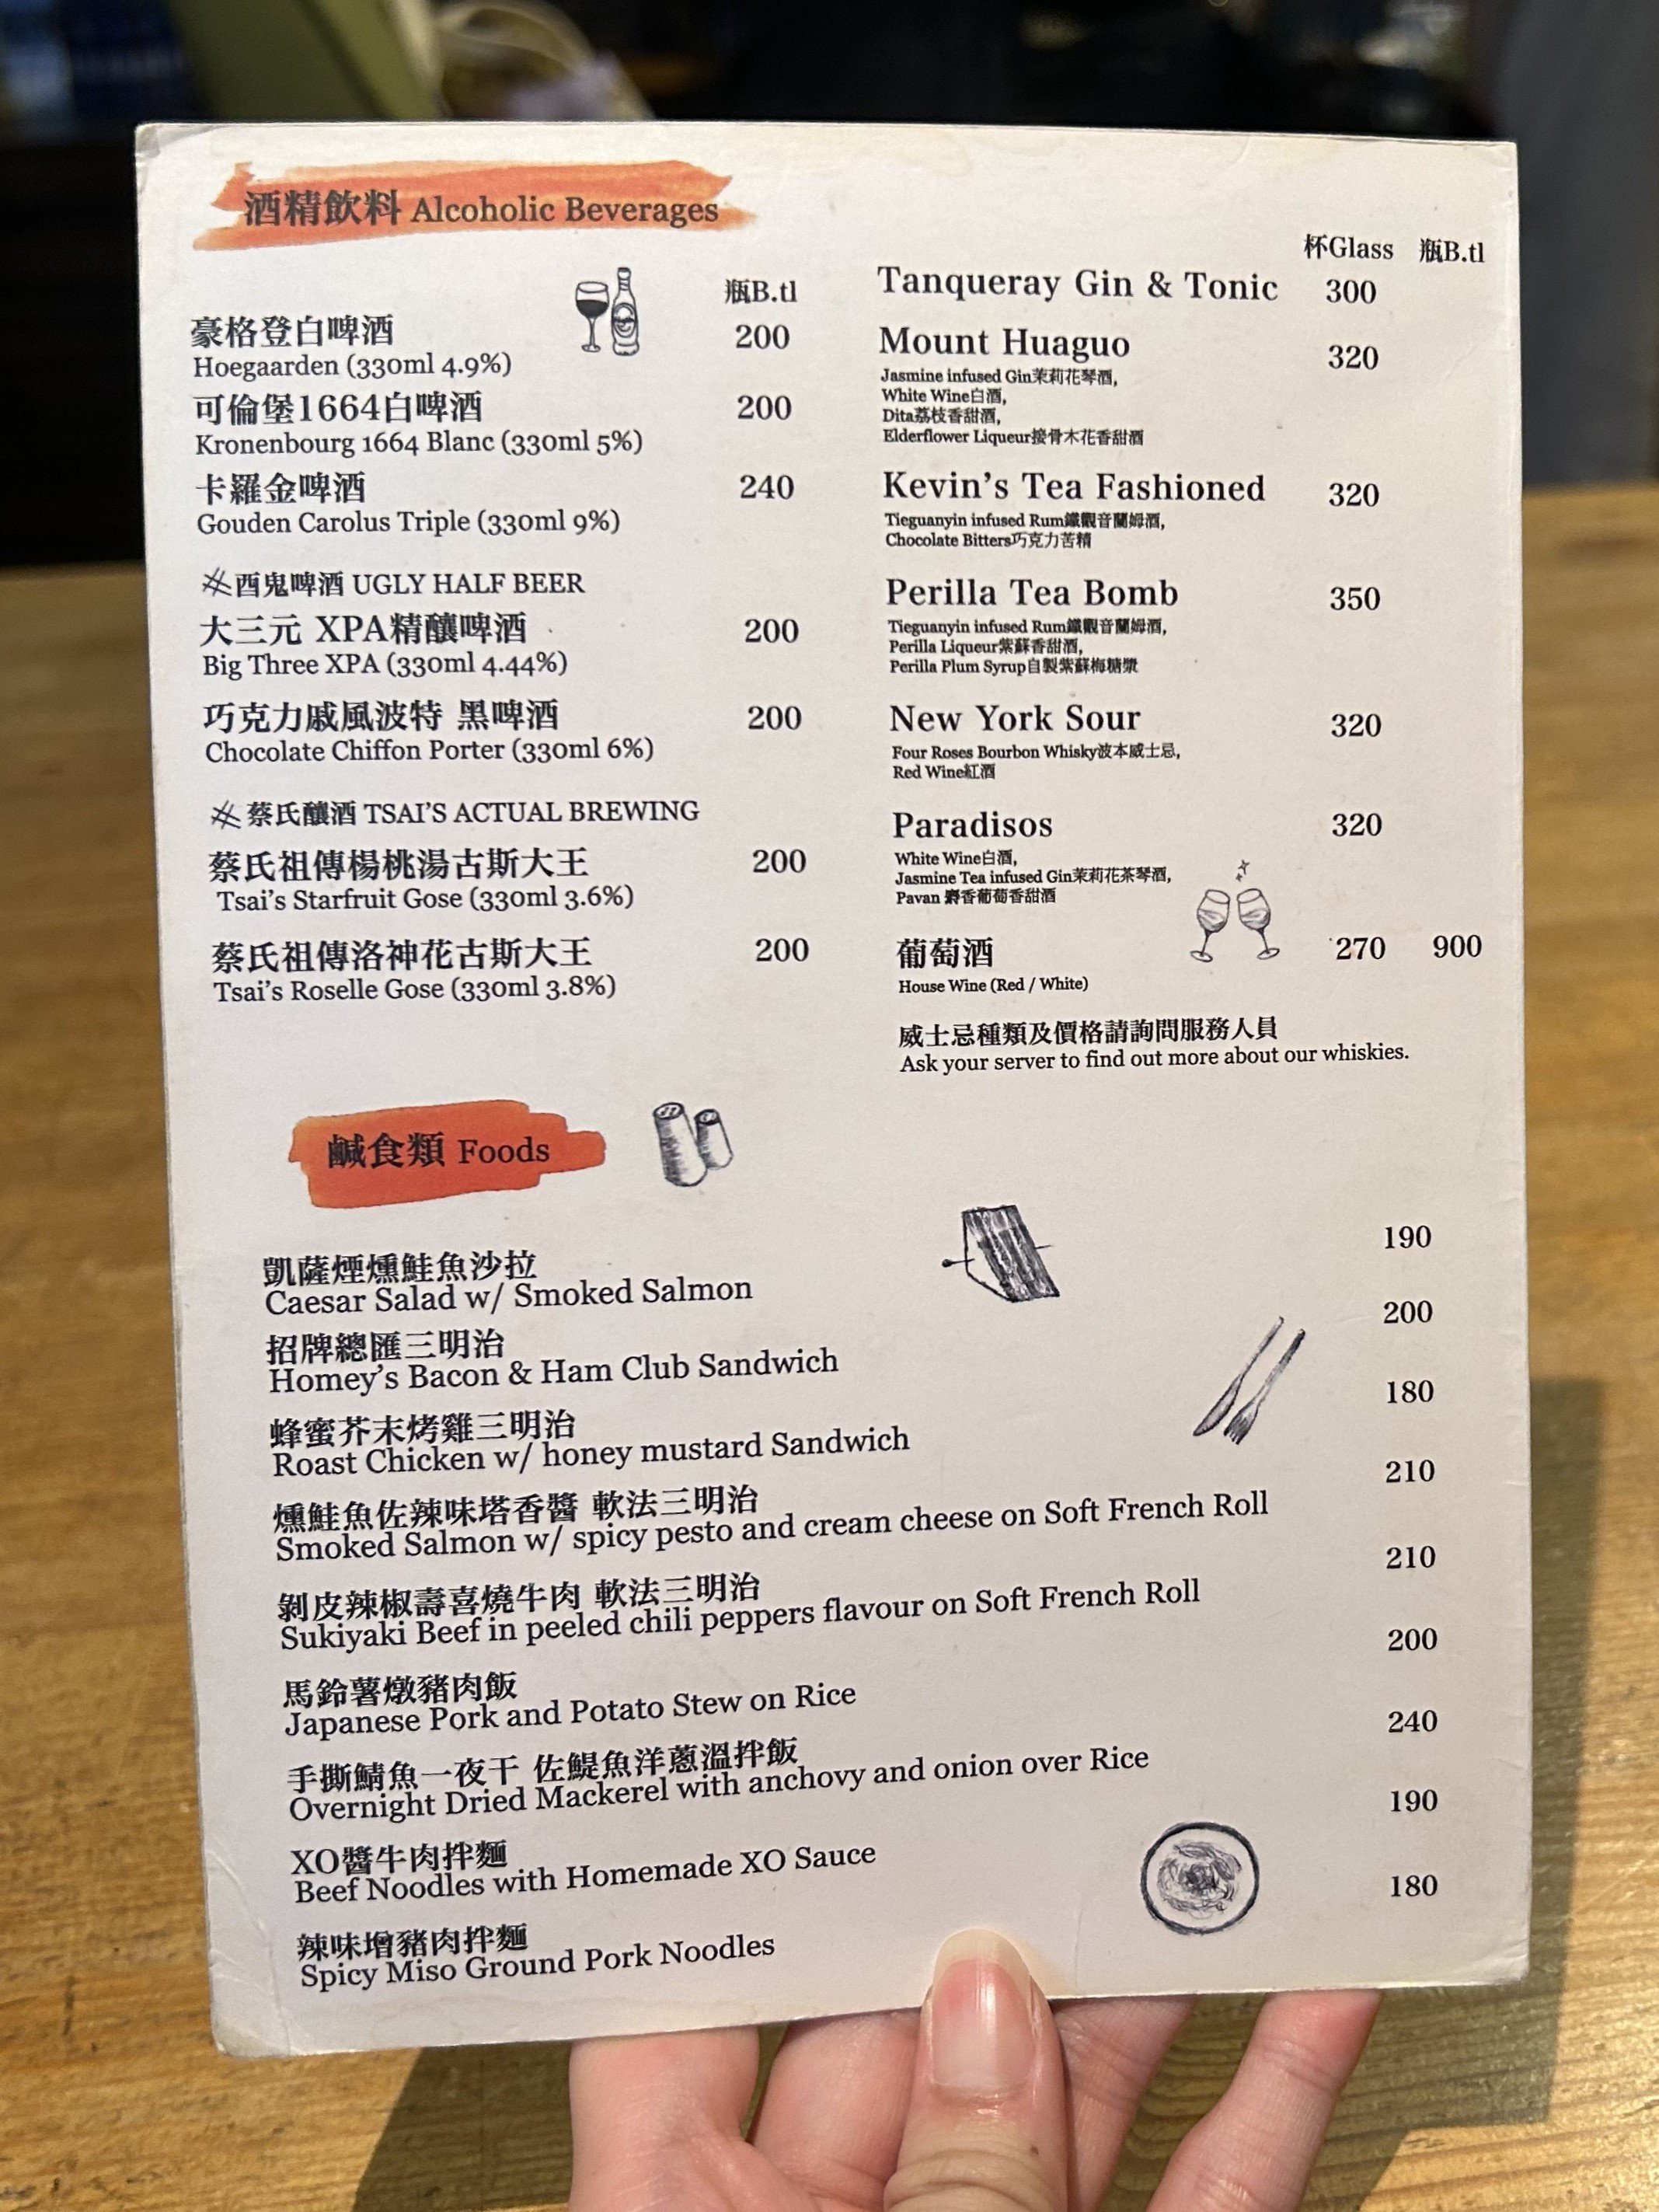 酒精飲料 Alcoholic Beverages
瓶B.tl
豪格登白啤酒 200
Hoegaarden (330ml 4.9%)
可倫堡1664白啤酒 200
Kronenbourg 1664 Blanc (330ml 5%)
卡羅金啤酒 240
Gouden Carolus Triple (330ml 9%)
酉鬼啤酒 UGLY HALF BEER
大三元 XPA精釀啤酒 200
Big Three XPA (330ml 4.44%)
巧克力戚風波特 黑啤酒 200
Chocolate Chiffon Porter (330ml 6%)
蔡氏釀酒 TSAI'S ACTUAL BREWING
蔡氏祖傳楊桃湯古斯大王 200
Tsai's Starfruit Gose (330ml 3.6%)
蔡氏祖傳洛神花古斯大王 200
Tsai's Roselle Gose (330ml 3.8%)
杯Glass 瓶B.tl
Tanqueray Gin & Tonic 300
Mount Huaguo 320
Jasmine infused Gin茉莉花琴酒,
White Wine白酒,
Dita荔枝香甜酒,
Elderflower Liqueur接骨木花香甜酒
Kevin's Tea Fashioned 320
Tieguanyin infused Rum鐵觀音蘭姆酒,
Chocolate Bitters巧克力苦精
Perilla Tea Bomb 350
Tieguanyin infused Rum鐵觀音蘭姆酒,
Perilla Liqueur紫蘇香甜酒,
Perilla Plum Syrup自製紫蘇梅糖漿
New York Sour 320
Four Roses Bourbon Whisky波本威士忌,
Red Wine紅酒
Paradisos 320
White Wine白酒,
Jasmine Tea infused Gin茉莉花茶琴酒,
Pavan 麝香葡萄香甜酒
葡萄酒 270 900
House Wine (Red / White)
威士忌種類及價格請詢問服務人員
Ask your server to find out more about our whiskies.
鹹食類 Foods
凱薩煙燻鮭魚沙拉 190
Caesar Salad w/ Smoked Salmon
招牌總匯三明治 200
Homey's Bacon & Ham Club Sandwich
蜂蜜芥末烤雞三明治 180
Roast Chicken w/ honey mustard Sandwich
燻鮭魚佐辣味塔香醬 軟法三明治 210
Smoked Salmon w/ spicy pesto and cream cheese on Soft French Roll
剝皮辣椒壽喜燒牛肉 軟法三明治 210
Sukiyaki Beef in peeled chili peppers flavour on Soft French Roll
馬鈴薯燉豬肉飯 200
Japanese Pork and Potato Stew on Rice
手撕鯖魚一夜干 佐鯷魚洋蔥溫拌飯 240
Overnight Dried Mackerel with anchovy and onion over Rice
XO醬牛肉拌麵 190
Beef Noodles with Homemade XO Sauce
辣味增豬肉拌麵 180
Spicy Miso Ground Pork Noodles